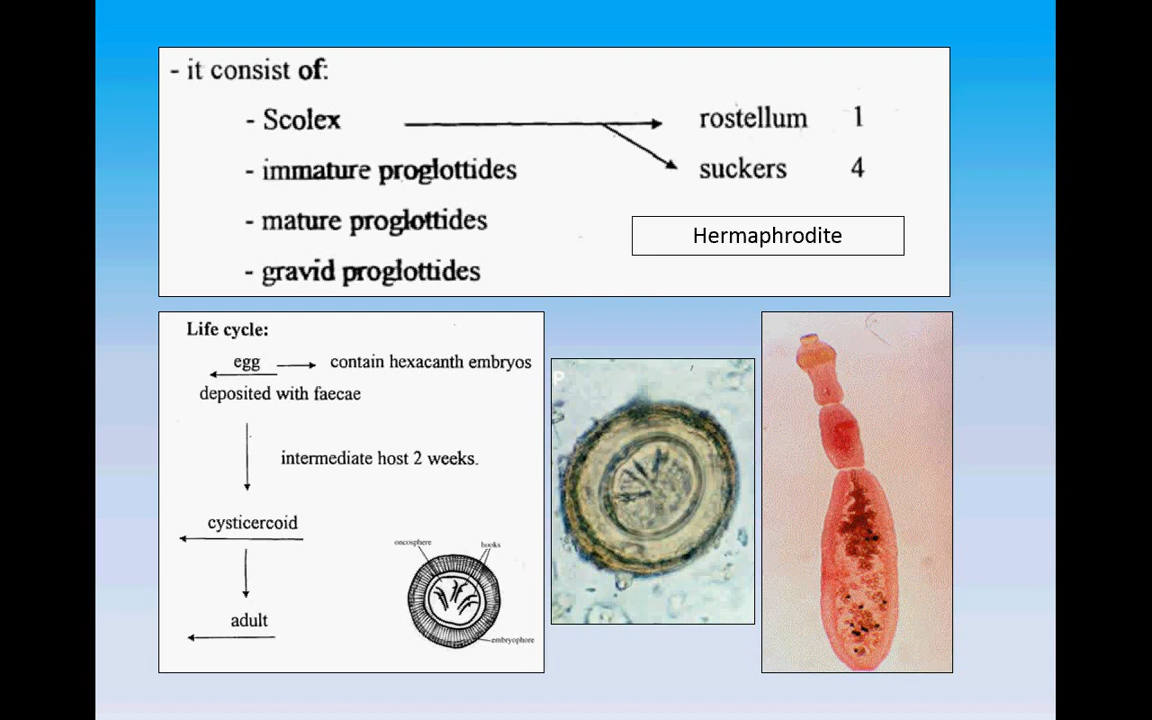 - it consist of:
- Scolex
rostellum 1
suckers 4
- immature proglottides
- mature proglottides
- gravid proglottides
Hermaphrodite
Life cycle:
egg
contain hexacanth embryos
deposited with faecae
intermediate host 2 weeks.
cysticercoid
adult
oncosphere
hooks
embryophore
P